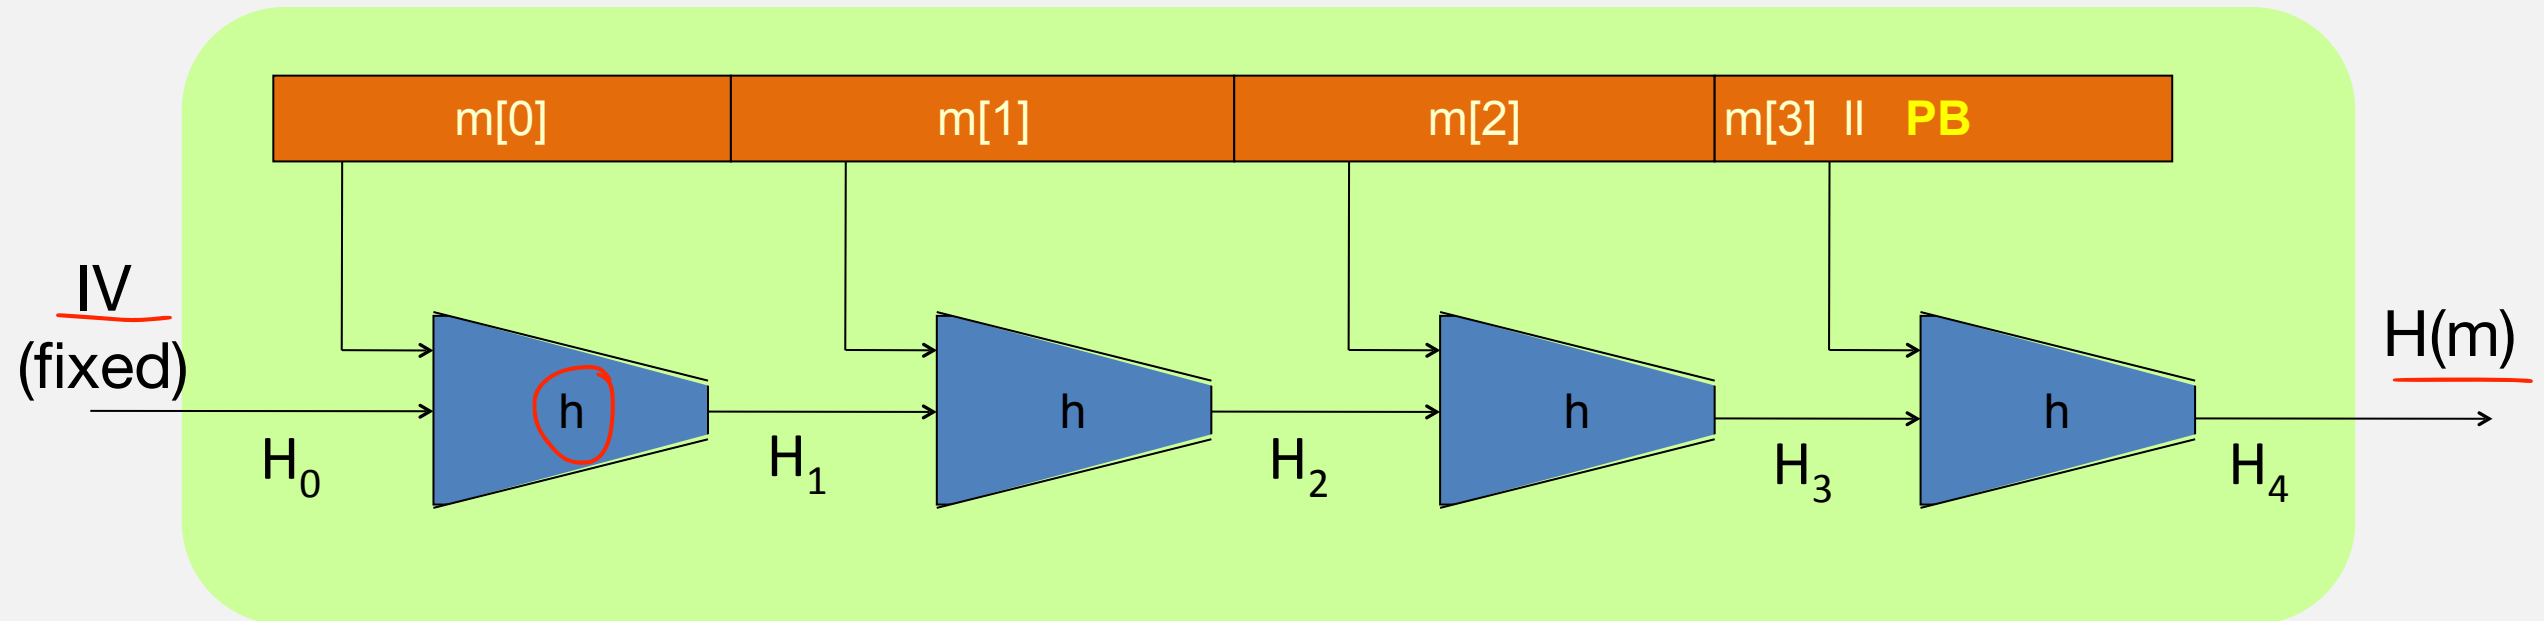 m[0] m[1] m[2] m[3] ll PB
IV
(fixed)
h h h h
H(m)
H₀ H₁ H₂ H₃ H₄